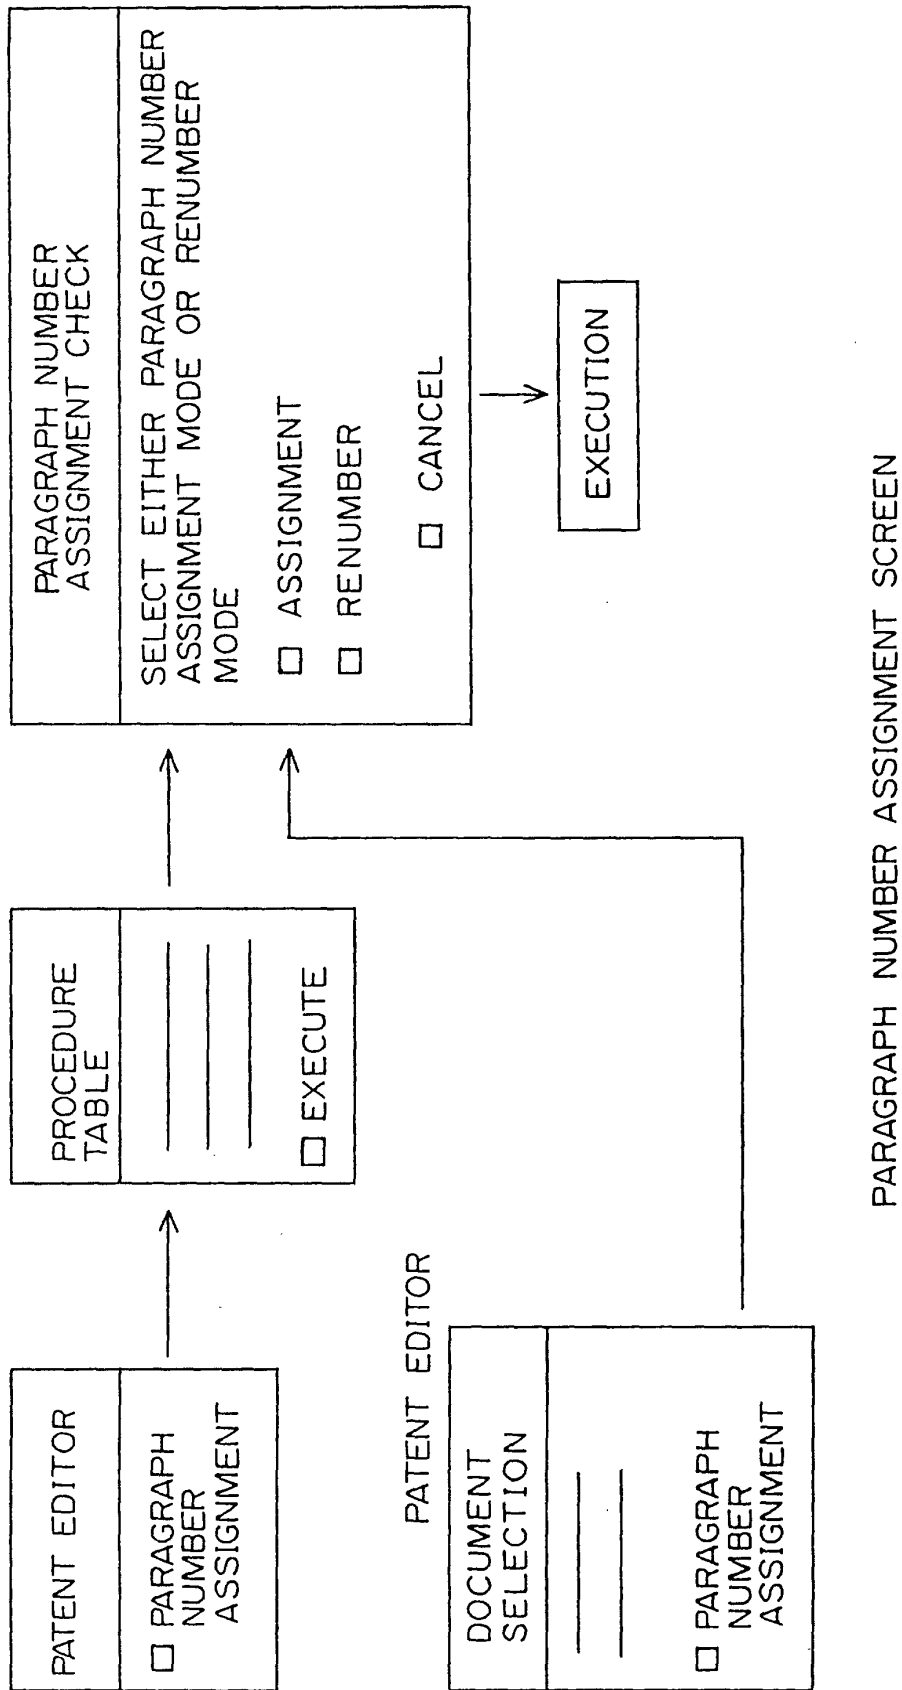 PATENT EDITOR
□ PARAGRAPH
NUMBER
ASSIGNMENT
PROCEDURE
TABLE
□ EXECUTE
PARAGRAPH NUMBER
ASSIGNMENT CHECK
SELECT EITHER PARAGRAPH NUMBER
ASSIGNMENT MODE OR RENUMBER
MODE
□ ASSIGNMENT
□ RENUMBER
□ CANCEL
EXECUTION
PATENT EDITOR
DOCUMENT
SELECTION
□ PARAGRAPH
NUMBER
ASSIGNMENT
PARAGRAPH NUMBER ASSIGNMENT SCREEN